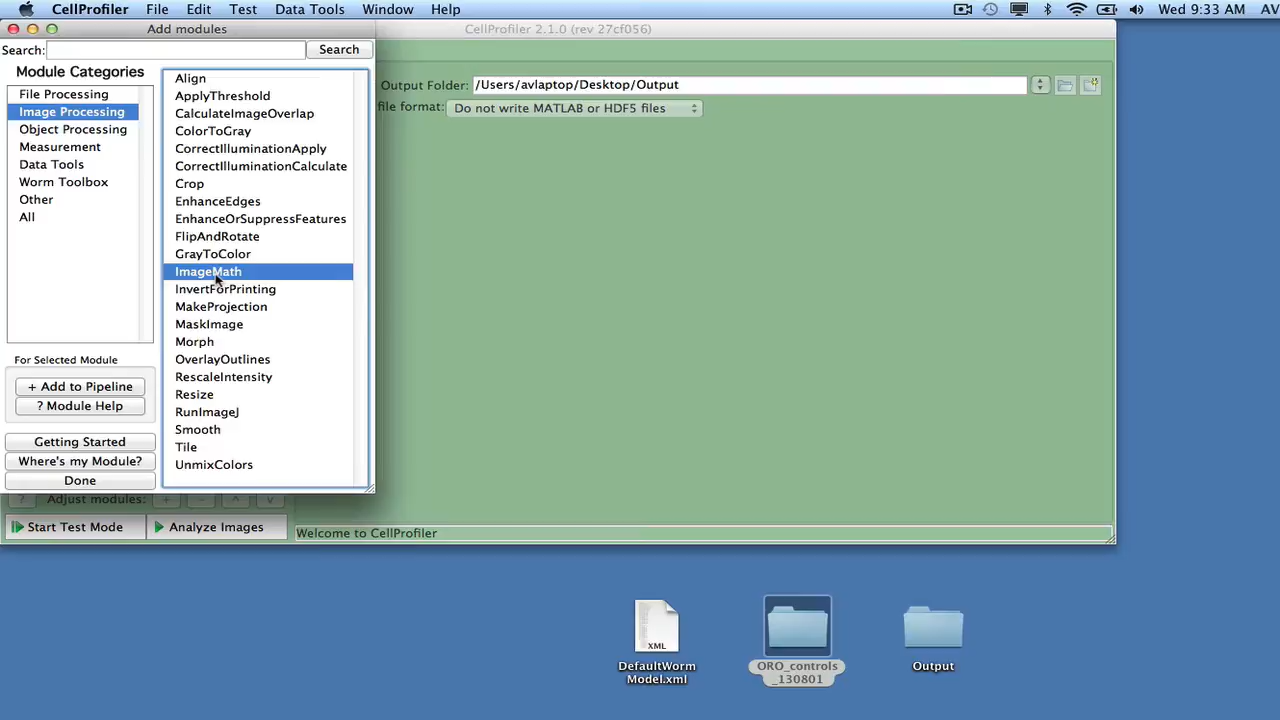 CellProfiler File Edit Test Data Tools Window Help Wed 9:33 AM AV
Add modules
CellProfiler 2.1.0 (rev 27cf056)
Search: Search
Module Categories
File Processing
Image Processing
Object Processing
Measurement
Data Tools
Worm Toolbox
Other
All
Align
ApplyThreshold
CalculateImageOverlap
ColorToGray
CorrectIlluminationApply
CorrectIlluminationCalculate
Crop
EnhanceEdges
EnhanceOrSuppressFeatures
FlipAndRotate
GrayToColor
ImageMath
InvertForPrinting
MakeProjection
MaskImage
Morph
OverlayOutlines
RescaleIntensity
Resize
RunImageJ
Smooth
Tile
UnmixColors
For Selected Module
+ Add to Pipeline
? Module Help
Getting Started
Where's my Module?
Done
Output Folder: /Users/avlaptop/Desktop/Output
file format: Do not write MATLAB or HDF5 files
? Adjust modules: + - ^ v
Start Test Mode
Analyze Images
Welcome to CellProfiler
XML
DefaultWorm
Model.xml
ORO_controls
_130801
Output